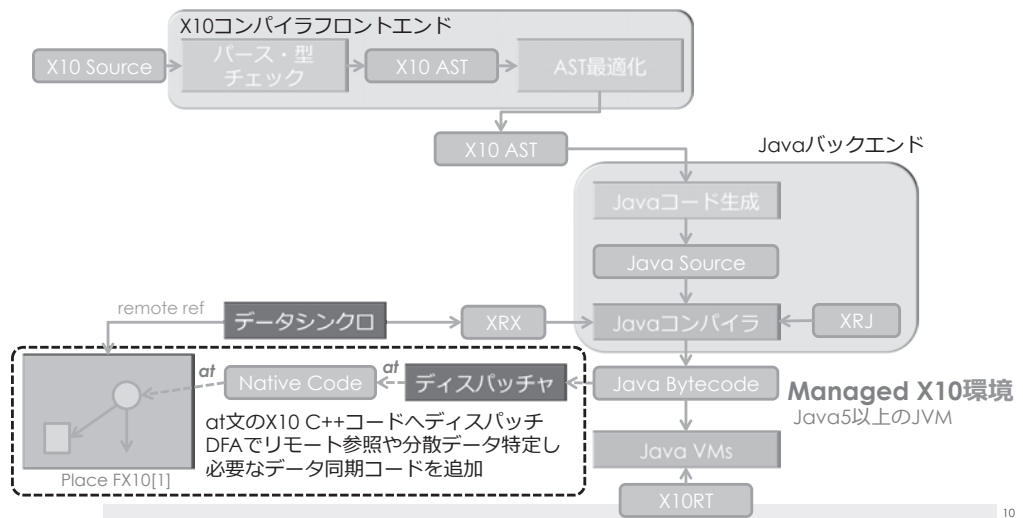 X10コンパイラフロントエンド
X10 Source
パース・型
チェック
X10 AST
AST最適化
X10 AST
Javaバックエンド
Javaコード生成
Java Source
remote ref
データシンクロ
XRX
Javaコンパイラ
XRJ
at
Native Code
at
ディスパッチャ
Java Bytecode
Managed X10環境
Java5以上のJVM
at文のX10 C++コードへディスパッチ
DFAでリモート参照や分散データ特定し
必要なデータ同期コードを追加
Java VMs
Place FX10[1]
X10RT
10